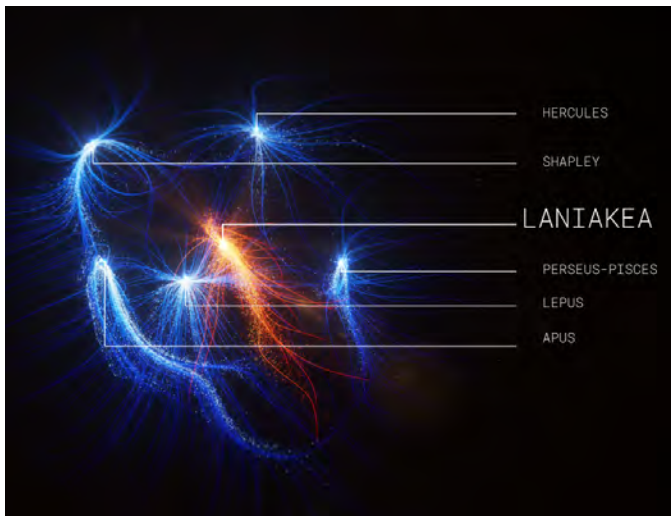 HERCULES
SHAPLEY
LANIAKEA
PERSEUS-PISCES
LEPUS
APUS